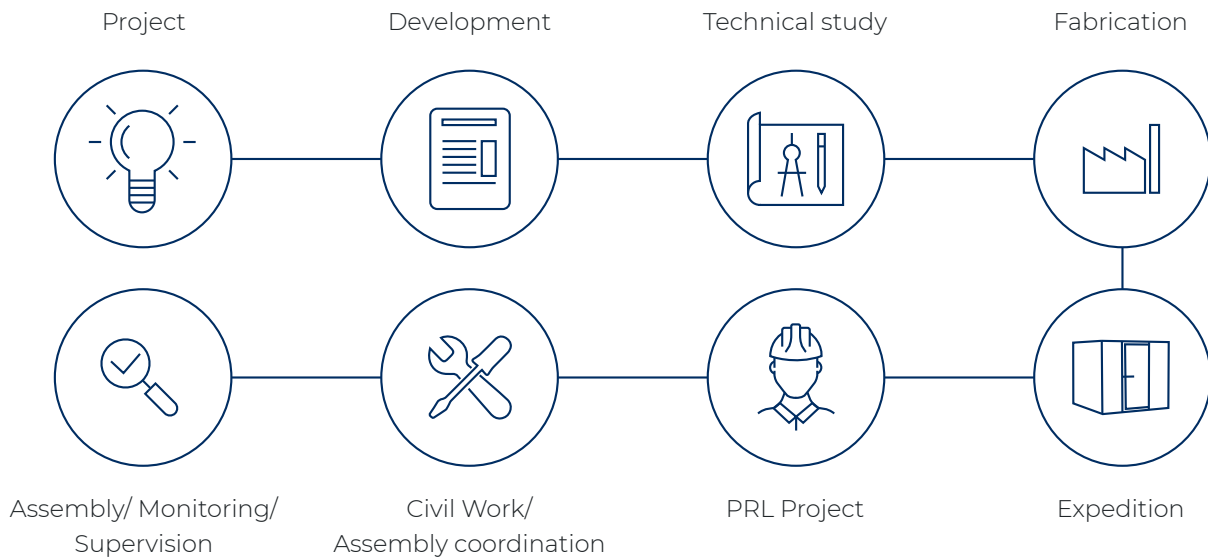 Project
Development
Technical study
Fabrication
Assembly/ Monitoring/
Supervision
Civil Work/
Assembly coordination
PRL Project
Expedition